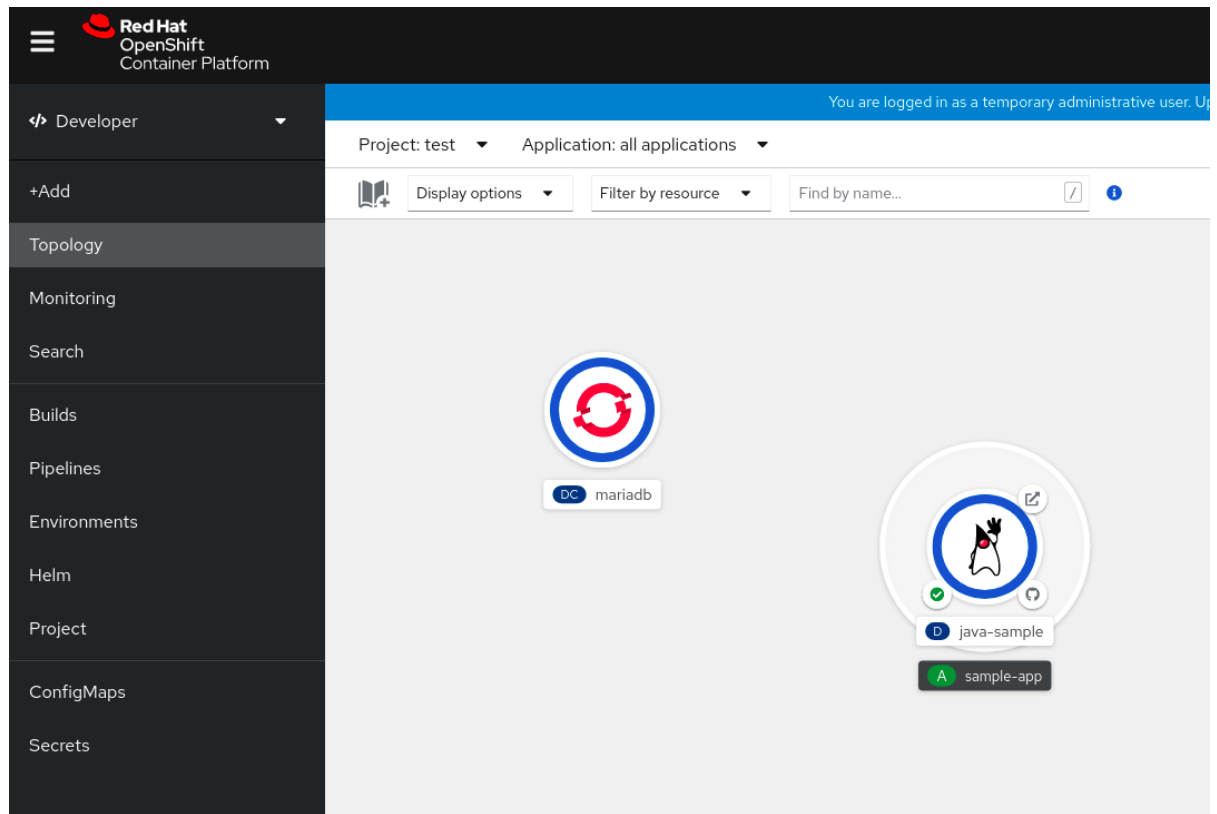 Red Hat
OpenShift
Container Platform
You are logged in as a temporary administrative user. Up
</> Developer
Project: test
Application: all applications
+Add
Display options
Filter by resource
Find by name...
/
Topology
Monitoring
Search
Builds
Pipelines
Environments
Helm
Project
ConfigMaps
Secrets
DC mariadb
D java-sample
A sample-app